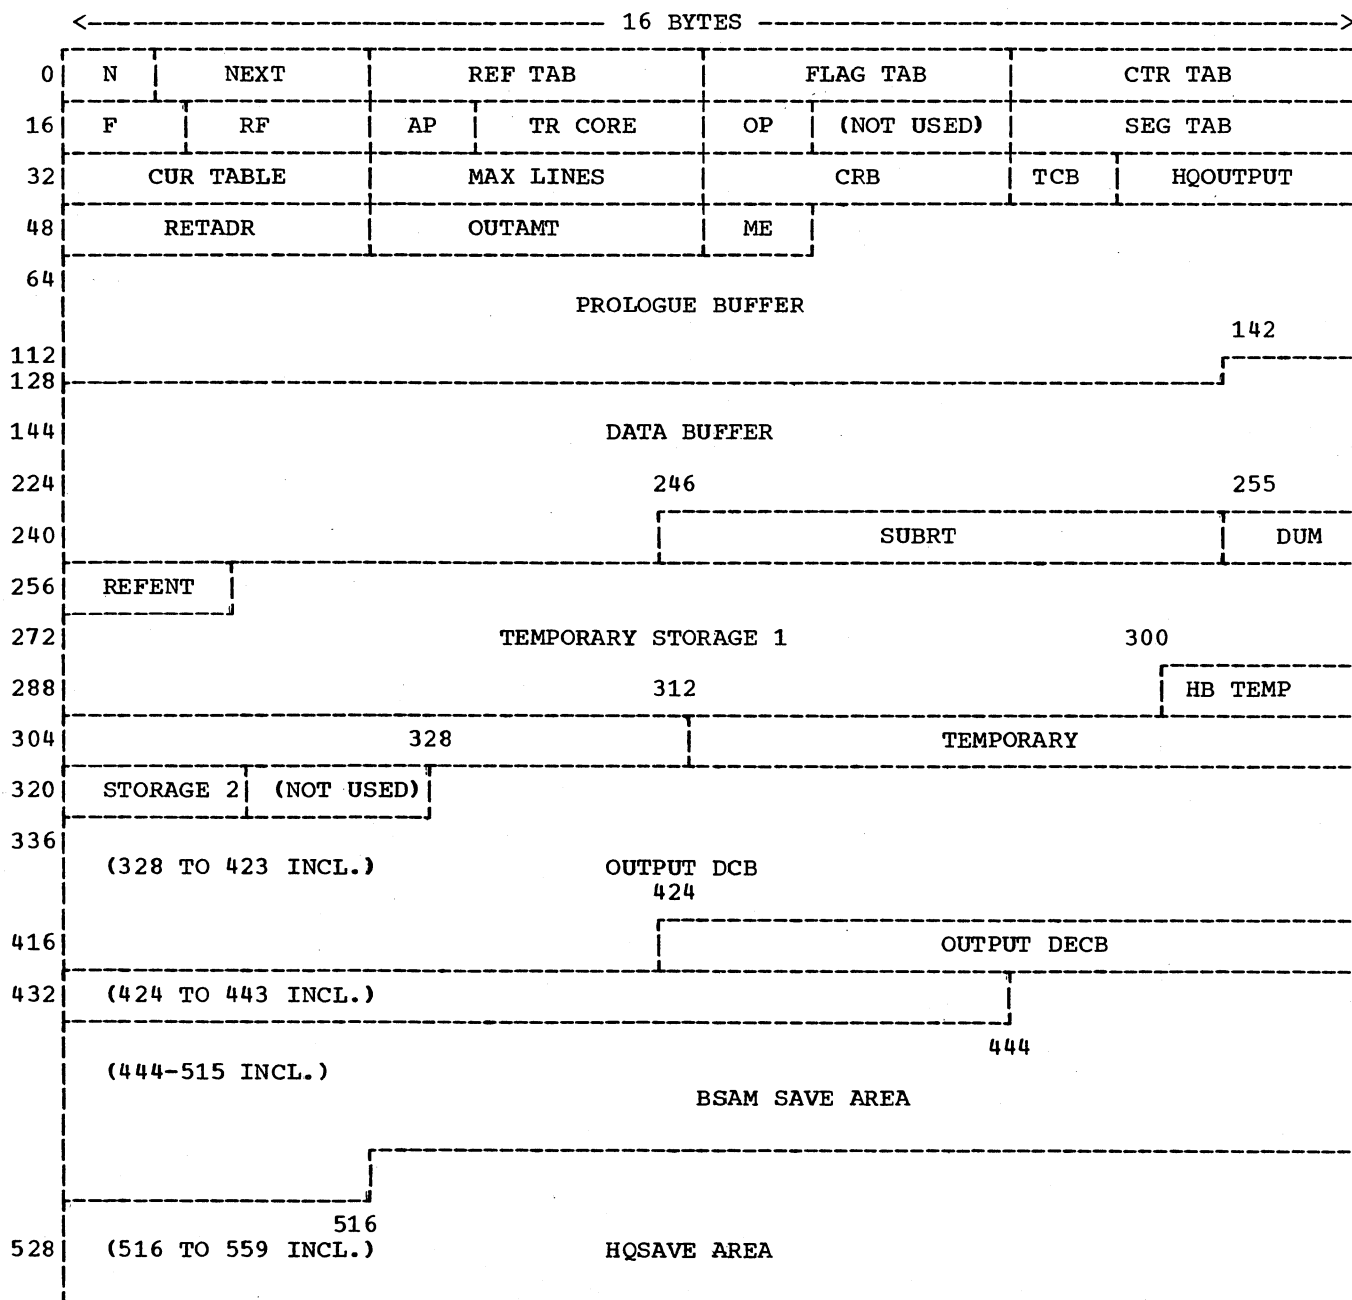 <---------- 16 BYTES ---------->
0 N NEXT REF TAB FLAG TAB CTR TAB
16 F RF AP TR CORE OP (NOT USED) SEG TAB
32 CUR TABLE MAX LINES CRB TCB HQOUTPUT
48 RETADR OUTAMT ME
64
PROLOGUE BUFFER
142
112
128
144 DATA BUFFER
224 246 255
240 SUBRT DUM
256 REFENT
272 TEMPORARY STORAGE 1 300
288 312 HB TEMP
304 328 TEMPORARY
320 STORAGE 2 (NOT USED)
336
(328 TO 423 INCL.) OUTPUT DCB
424
416 OUTPUT DECB
432 (424 TO 443 INCL.)
444
(444-515 INCL.)
BSAM SAVE AREA
516
528 (516 TO 559 INCL.) HQSAVE AREA